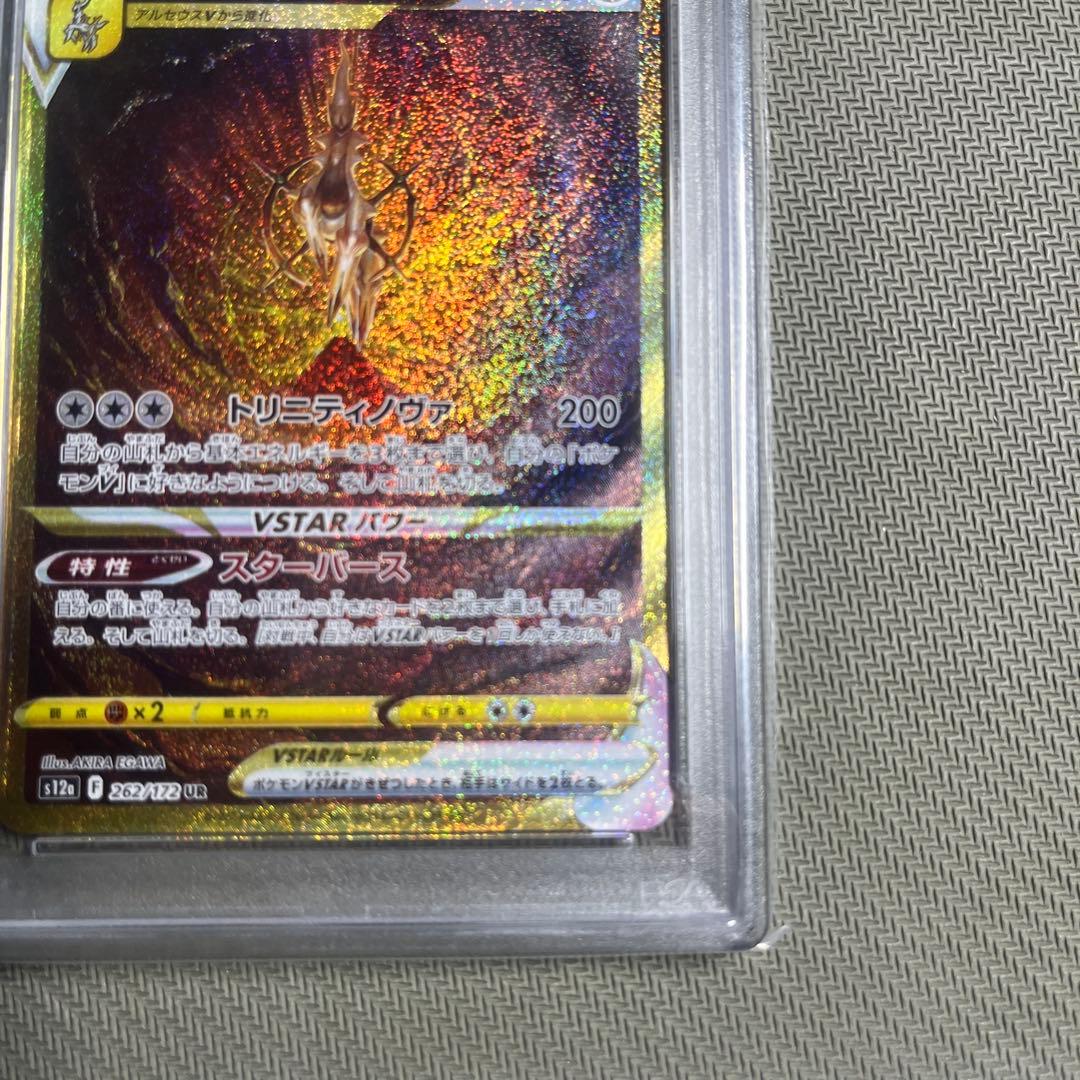 アルセウスVから進化
トリニティノヴァ 200
自分の山札から基本エネルギーを3枚まで選び、自分の「ポケ
モンV」に好きなようにつける。そして山札を切る。
VSTARパワー
特性 スターバース
自分の番に使える。自分の山札から好きなカードを2枚まで選び、手札に加
える。そして山札を切る。[対戦中、自分はVSTARパワーを1回しか使えない。]
弱点 ×2 抵抗力 にげる
Illus. AKIRA EGAWA
VSTARルール
ポケモンVSTARがきぜつしたとき、相手はサイドを2枚とる。
s12a F 262/172 UR